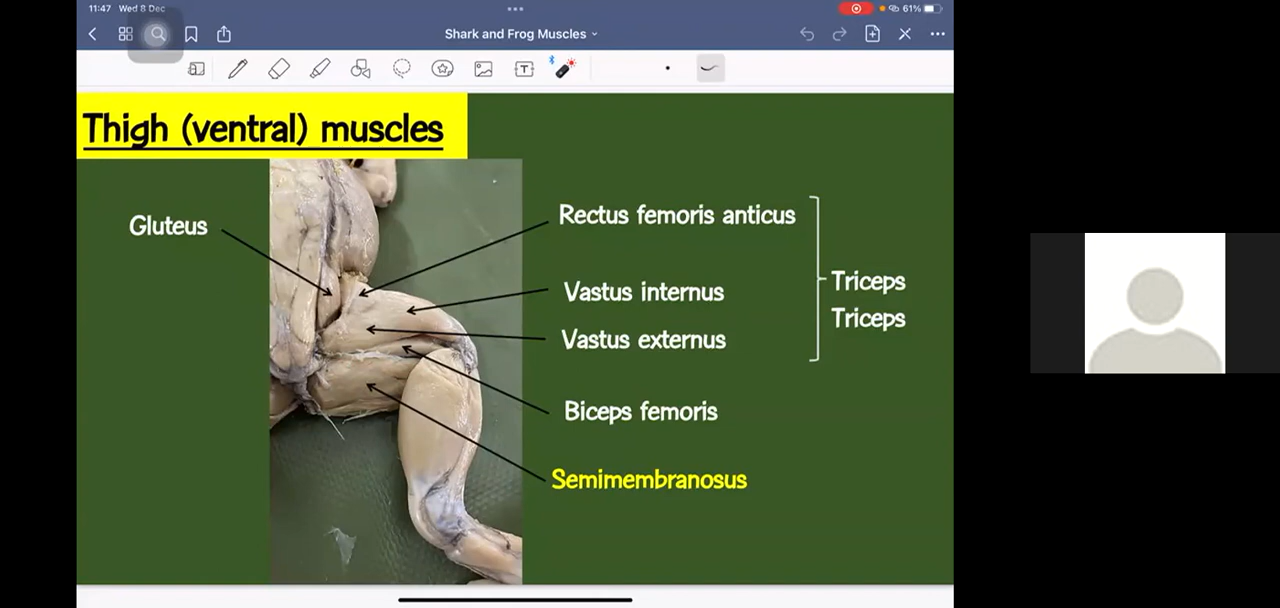 11:47 Wed 8 Dec
61%
Shark and Frog Muscles
T
Thigh (ventral) muscles
Gluteus
Rectus femoris anticus
Vastus internus
Vastus externus
Triceps
Triceps
Biceps femoris
Semimembranosus